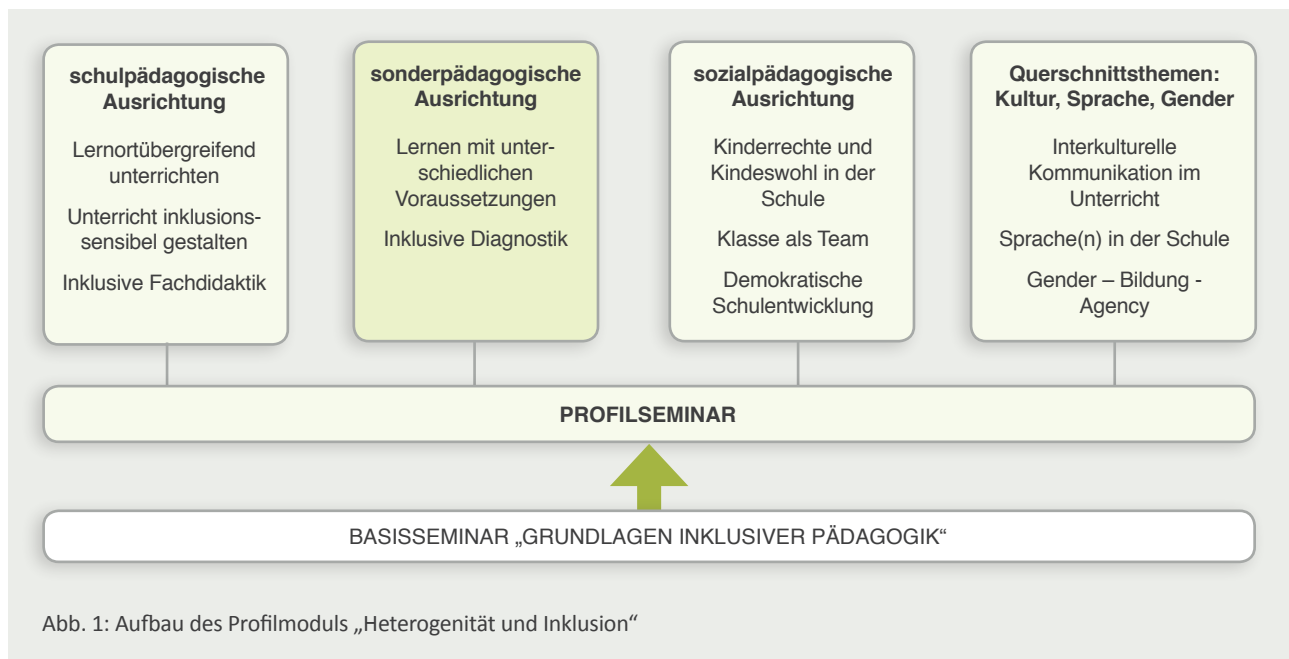 schulpädagogische
Ausrichtung
Lernortübergreifend
unterrichten
Unterricht inklusions-
sensibel gestalten
Inklusive Fachdidaktik
sonderpädagogische
Ausrichtung
Lernen mit unter-
schiedlichen
Voraussetzungen
Inklusive Diagnostik
sozialpädagogische
Ausrichtung
Kinderrechte und
Kindeswohl in der
Schule
Klasse als Team
Demokratische
Schulentwicklung
Querschnittsthemen:
Kultur, Sprache, Gender
Interkulturelle
Kommunikation im
Unterricht
Sprache(n) in der Schule
Gender – Bildung -
Agency
PROFILSEMINAR
BASISSEMINAR „GRUNDLAGEN INKLUSIVER PÄDAGOGIK“
Abb. 1: Aufbau des Profilmoduls „Heterogenität und Inklusion“